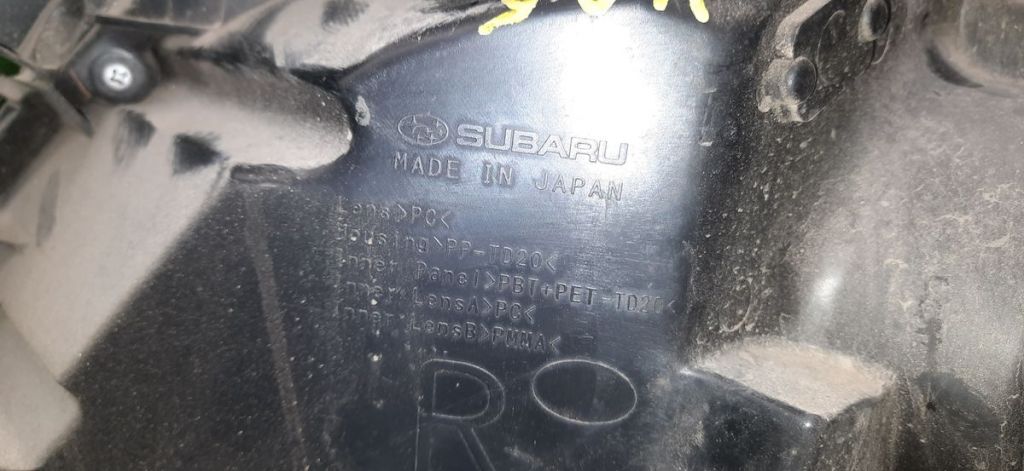 SUBARU
MADE IN JAPAN
Lens>PC<
Housing>PP-TD20<
Inner Panel>PBT+PET-TD20<
Inner LensA>PC<
Inner LensB>PMMA<
R